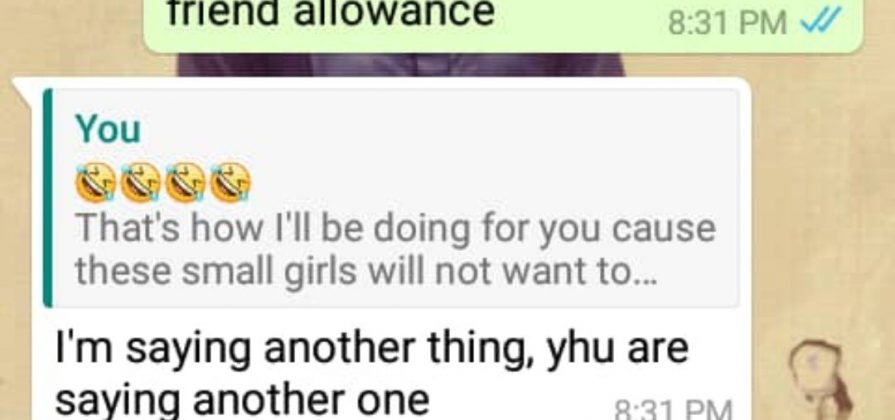 friend allowance
8:31 PM
You
🤣🤣🤣🤣
That's how I'll be doing for you cause
these small girls will not want to...
I'm saying another thing, yhu are
saying another one
8:31 PM